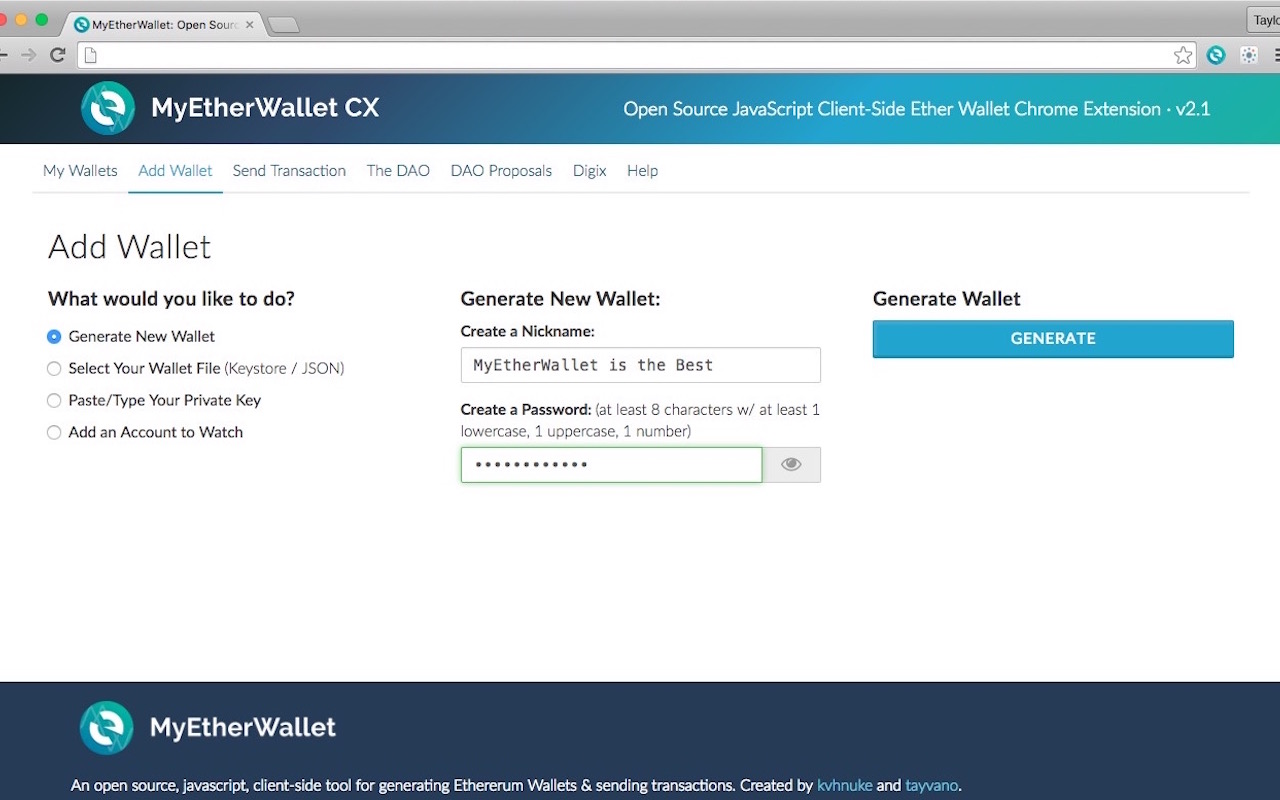 MyEtherWallet: Open Sourc
Taylo
MyEtherWallet CX
Open Source JavaScript Client-Side Ether Wallet Chrome Extension · v2.1
My Wallets Add Wallet Send Transaction The DAO DAO Proposals Digix Help
Add Wallet
What would you like to do?
Generate New Wallet
Select Your Wallet File (Keystore / JSON)
Paste/Type Your Private Key
Add an Account to Watch
Generate New Wallet:
Create a Nickname:
MyEtherWallet is the Best
Create a Password: (at least 8 characters w/ at least 1
lowercase, 1 uppercase, 1 number)
••••••••••••
Generate Wallet
GENERATE
MyEtherWallet
An open source, javascript, client-side tool for generating Ethererum Wallets & sending transactions. Created by kvhnuke and tayvano.